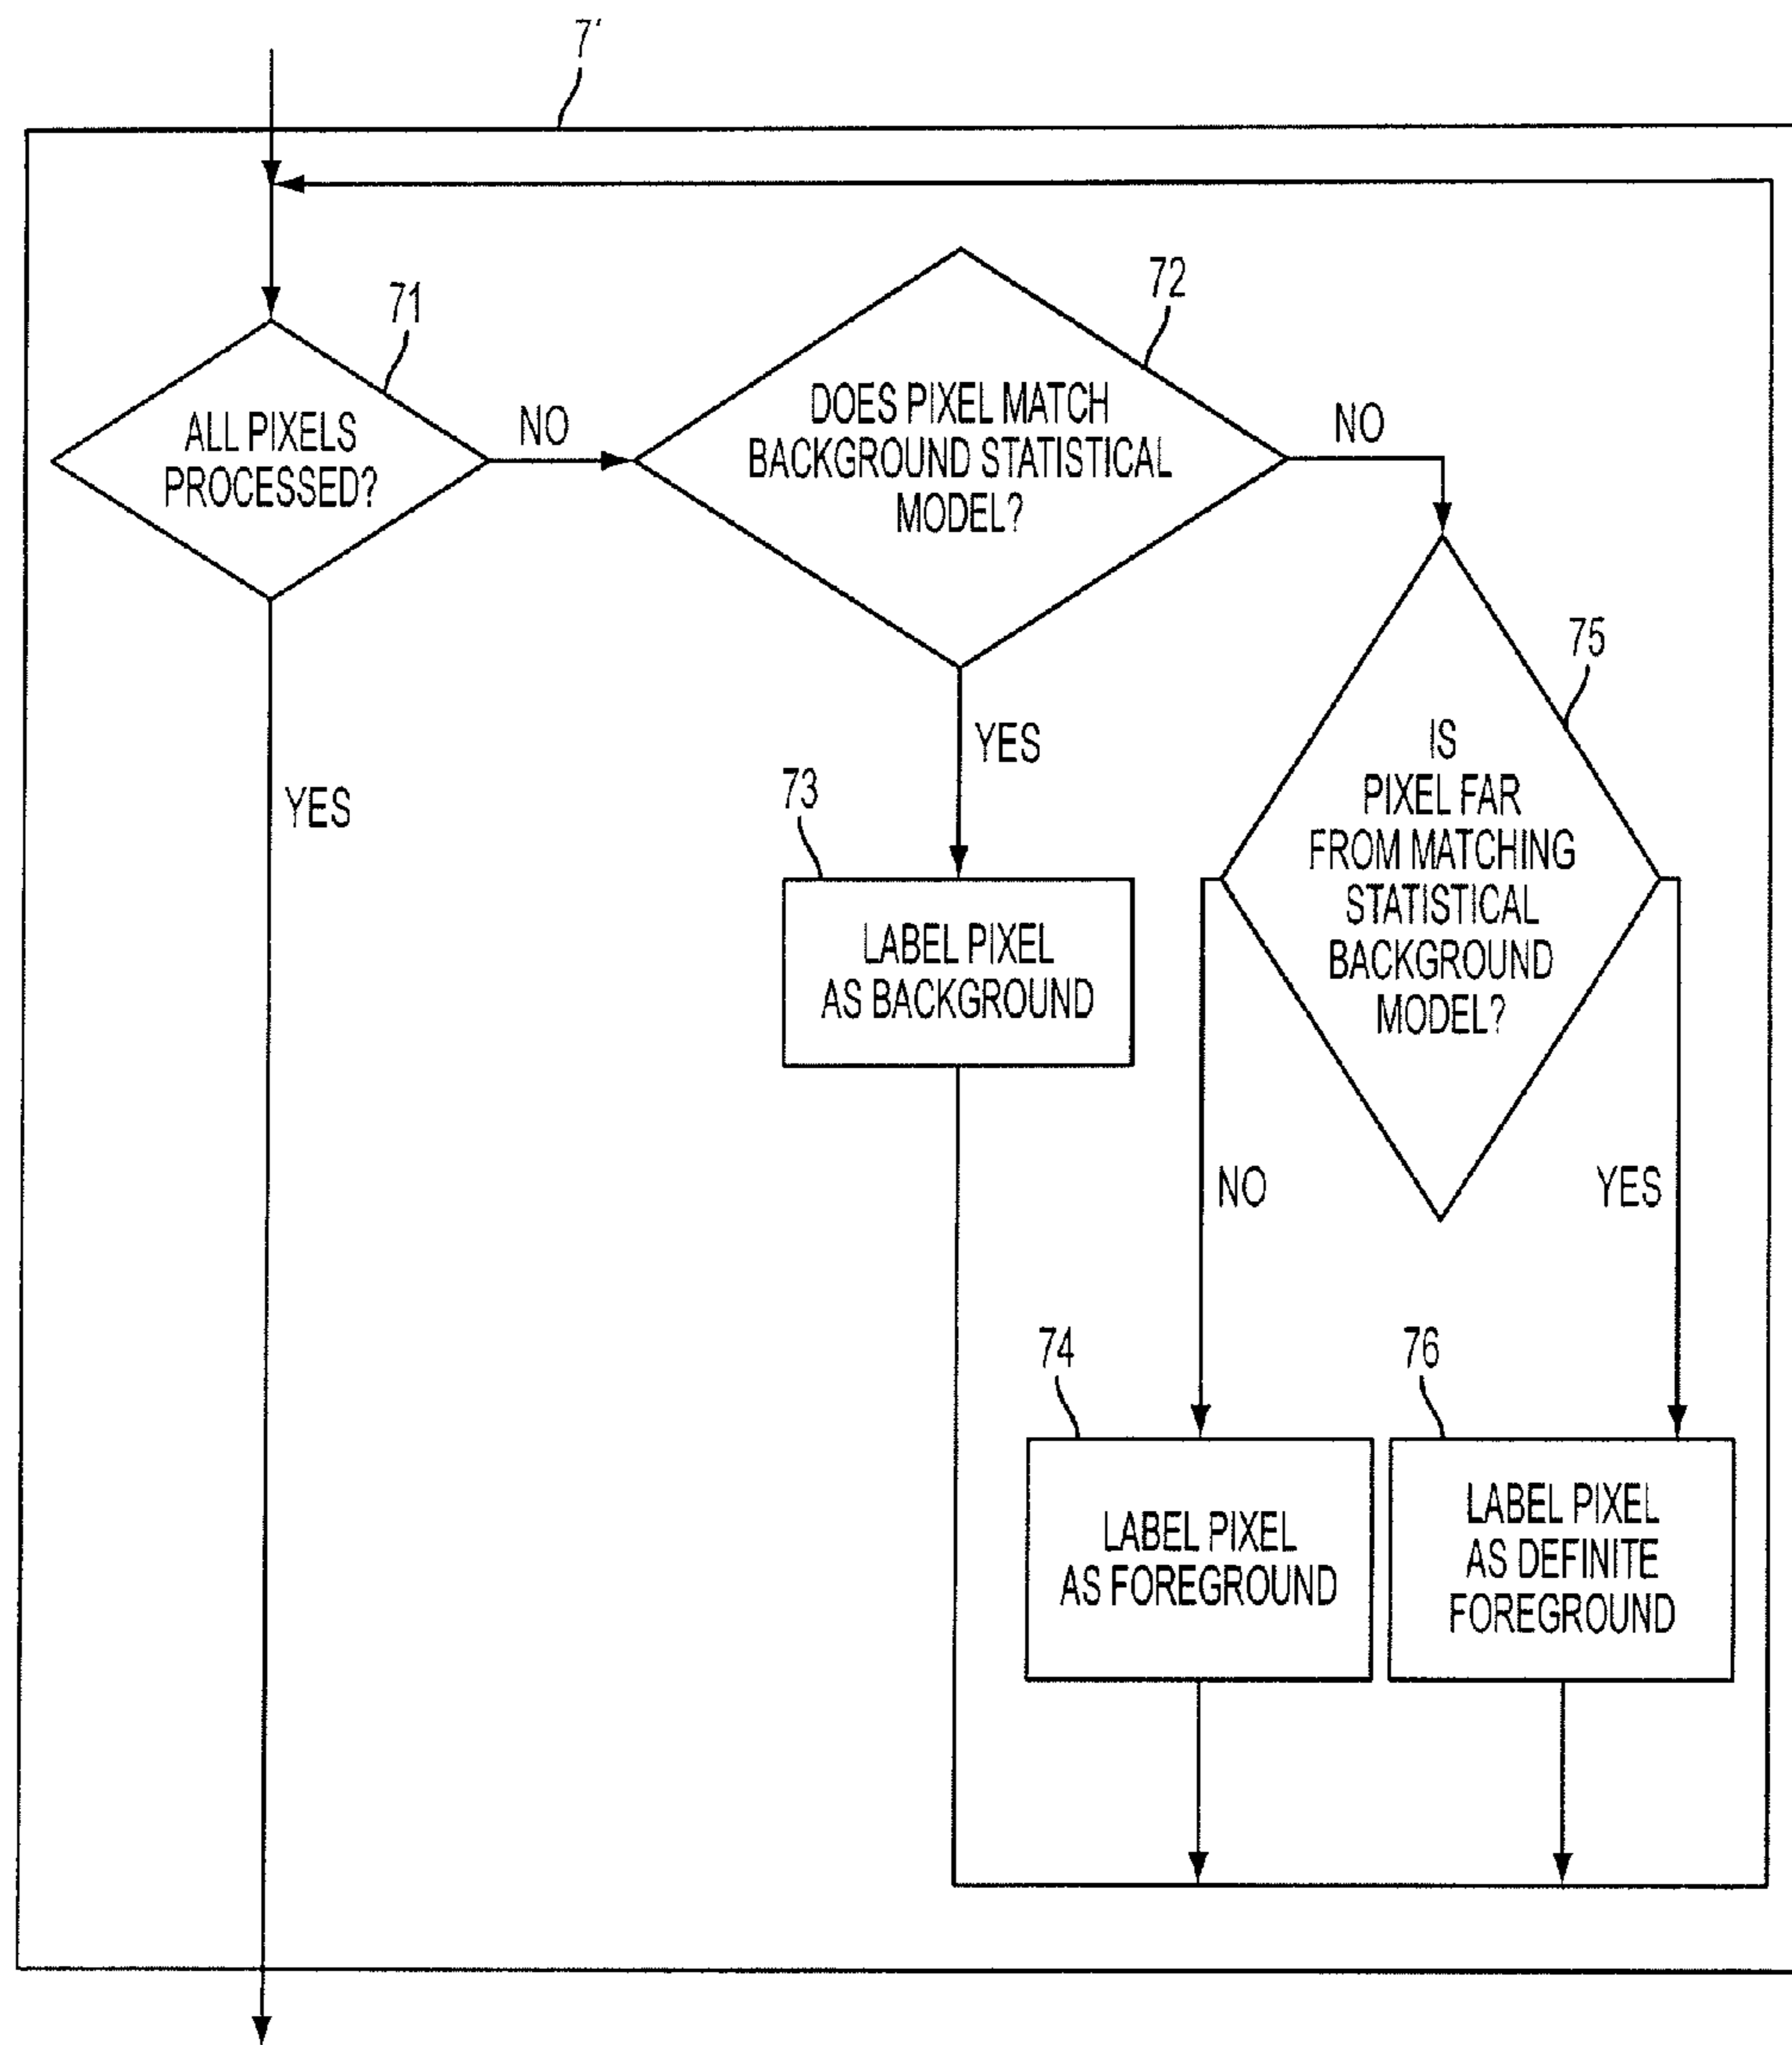 7'
71
ALL PIXELS
PROCESSED?
NO
YES
72
DOES PIXEL MATCH
BACKGROUND STATISTICAL
MODEL?
NO
YES
73
LABEL PIXEL
AS BACKGROUND
75
IS
PIXEL FAR
FROM MATCHING
STATISTICAL
BACKGROUND
MODEL?
NO
YES
74
LABEL PIXEL
AS FOREGROUND
76
LABEL PIXEL
AS DEFINITE
FOREGROUND